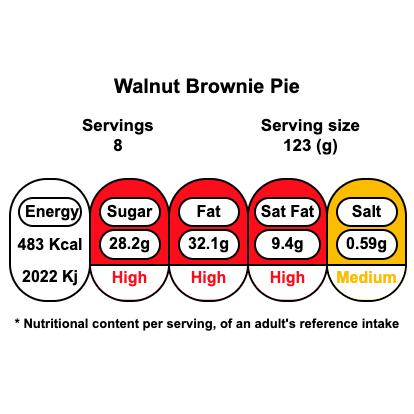 Walnut Brownie Pie
Servings
8
Serving size
123 (g)
Energy
483 Kcal
2022 Kj
Sugar
28.2g
High
Fat
32.1g
High
Sat Fat
9.4g
High
Salt
0.59g
Medium
* Nutritional content per serving, of an adult's reference intake